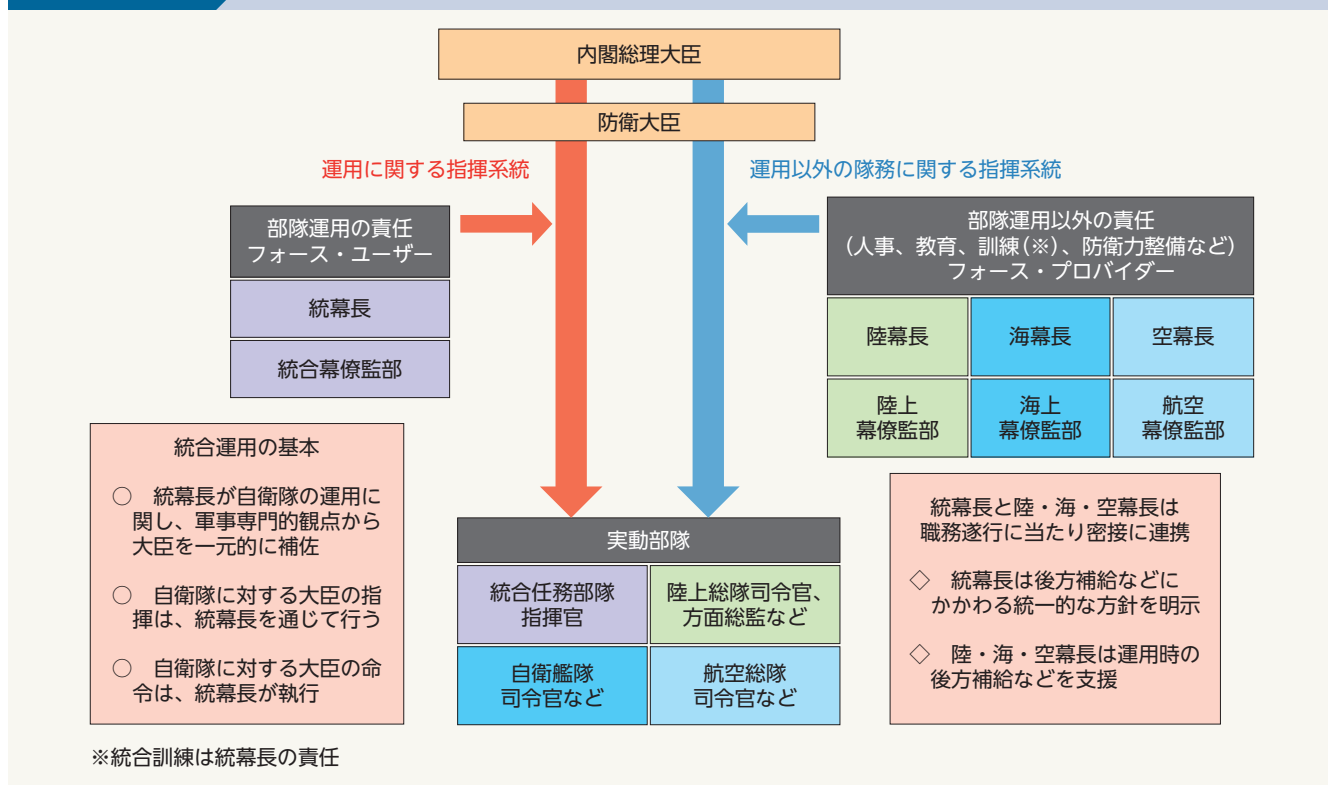 内閣総理大臣
防衛大臣
運用に関する指揮系統
運用以外の隊務に関する指揮系統
部隊運用の責任
フォース・ユーザー
統幕長
統合幕僚監部
部隊運用以外の責任
（人事、教育、訓練（※）、防衛力整備など）
フォース・プロバイダー
陸幕長
海幕長
空幕長
陸上
幕僚監部
海上
幕僚監部
航空
幕僚監部
統合運用の基本
○　統幕長が自衛隊の運用に
関し、軍事専門的観点から
大臣を一元的に補佐
○　自衛隊に対する大臣の指
揮は、統幕長を通じて行う
○　自衛隊に対する大臣の命
令は、統幕長が執行
実動部隊
統合任務部隊
指揮官
陸上総隊司令官、
方面総監など
自衛艦隊
司令官など
航空総隊
司令官など
統幕長と陸・海・空幕長は
職務遂行に当たり密接に連携
◇　統幕長は後方補給などに
かかわる統一的な方針を明示
◇　陸・海・空幕長は運用時の
後方補給などを支援
※統合訓練は統幕長の責任